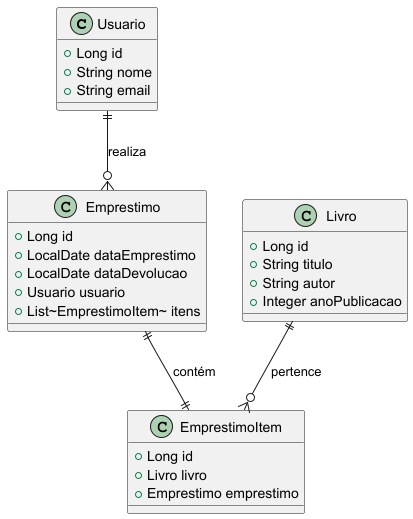 C Usuario
Long id
String nome
String email
realiza
C Emprestimo
Long id
LocalDate dataEmprestimo
LocalDate dataDevolucao
Usuario usuario
List~EmprestimoItem~ itens
C Livro
Long id
String titulo
String autor
Integer anoPublicacao
contém
pertence
C EmprestimoItem
Long id
Livro livro
Emprestimo emprestimo